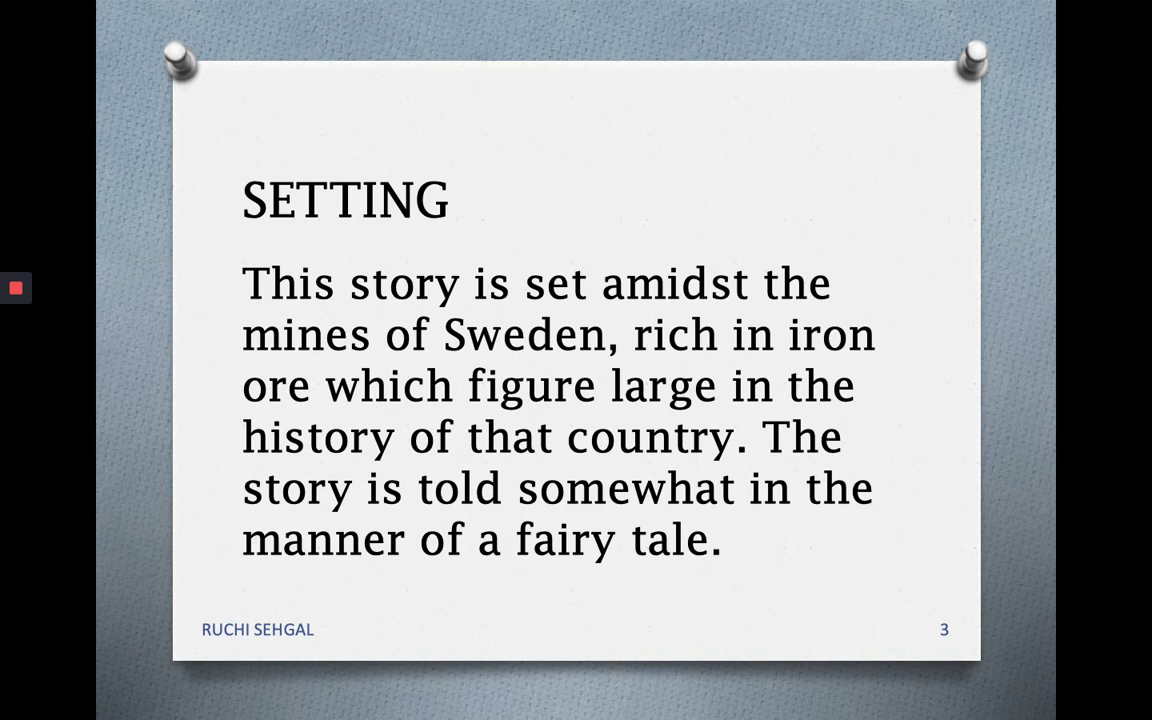 SETTING
This story is set amidst the
mines of Sweden, rich in iron
ore which figure large in the
history of that country. The
story is told somewhat in the
manner of a fairy tale.
RUCHI SEHGAL
3